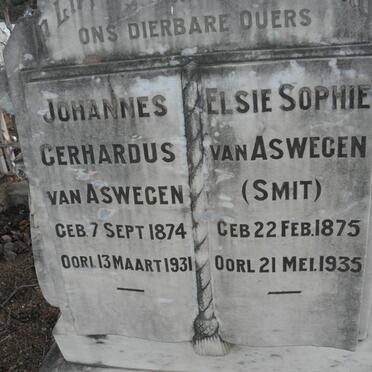 ONS DIERBARE OUERS
JOHANNES
GERHARDUS
VAN ASWEGEN
GEB. 7 SEPT 1874
OORL. 13 MAART 1931
ELSIE SOPHIE
VAN ASWEGEN
(SMIT)
GEB 22 FEB. 1875
OORL 21 MEI. 1935